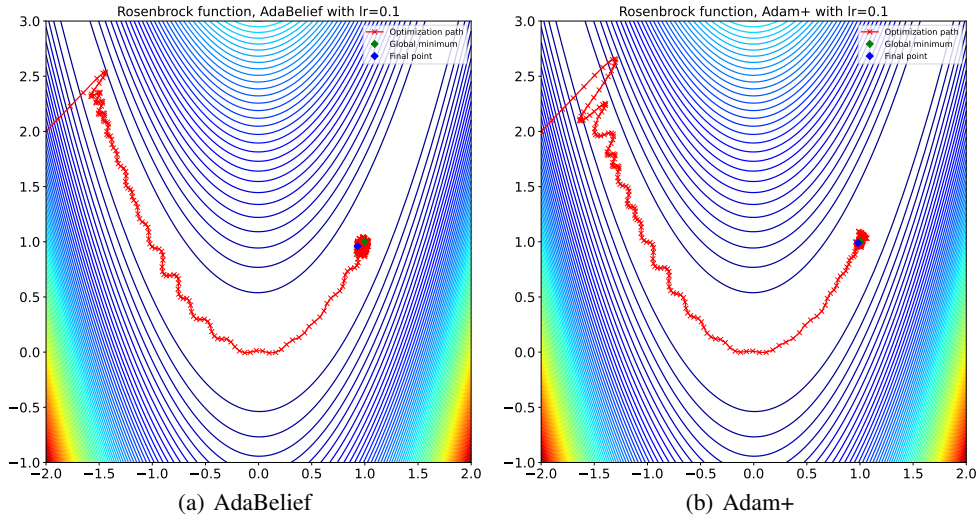 Rosenbrock function, AdaBelief with lr=0.1
Optimization path
Global minimum
Final point
3.0
2.5
2.0
1.5
1.0
0.5
0.0
−0.5
−1.0
−2.0 −1.5 −1.0 −0.5 0.0 0.5 1.0 1.5 2.0
(a) AdaBelief
Rosenbrock function, Adam+ with lr=0.1
Optimization path
Global minimum
Final point
3.0
2.5
2.0
1.5
1.0
0.5
0.0
−0.5
−1.0
−2.0 −1.5 −1.0 −0.5 0.0 0.5 1.0 1.5 2.0
(b) Adam+